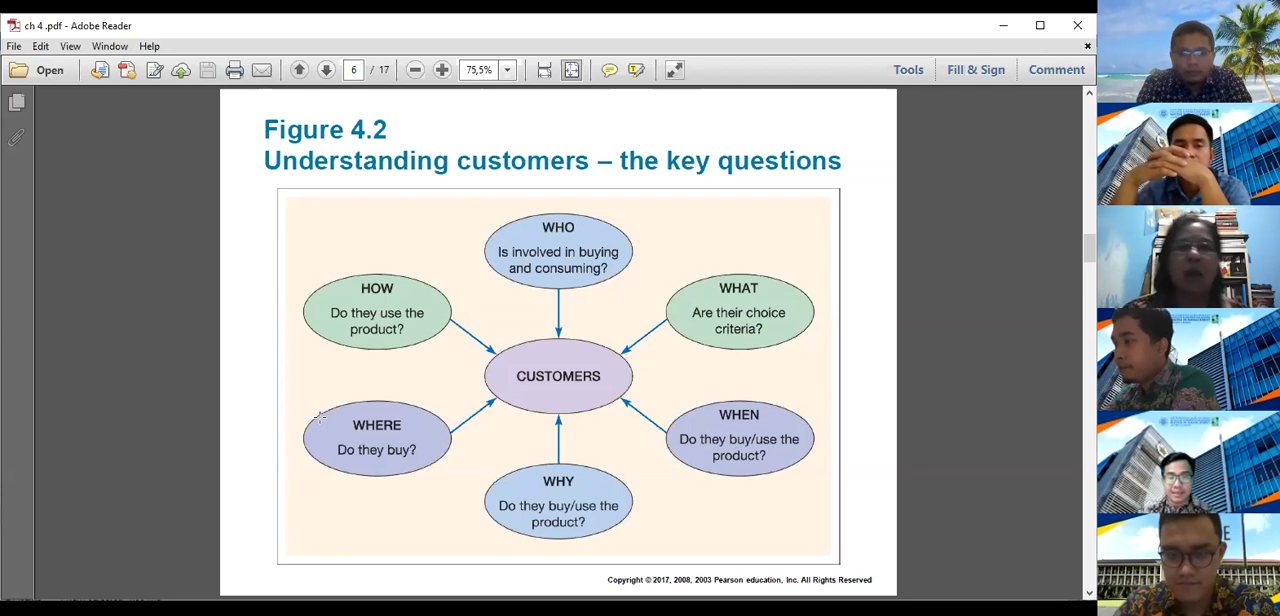 ch 4 .pdf - Adobe Reader
File Edit View Window Help
Open
6 / 17
75,5%
Tools
Fill & Sign
Comment
Figure 4.2
Understanding customers – the key questions
WHO
Is involved in buying
and consuming?
HOW
Do they use the
product?
WHAT
Are their choice
criteria?
CUSTOMERS
WHERE
Do they buy?
WHEN
Do they buy/use the
product?
WHY
Do they buy/use the
product?
Copyright © 2017, 2008, 2003 Pearson education, Inc. All Rights Reserved